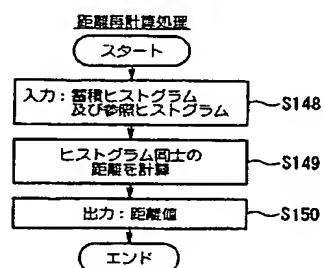 距離再計算処理
スタート
入力：蓄積ヒストグラム
及び参照ヒストグラム
S148
ヒストグラム同士の
距離を計算
S149
出力：距離値
S150
エンド